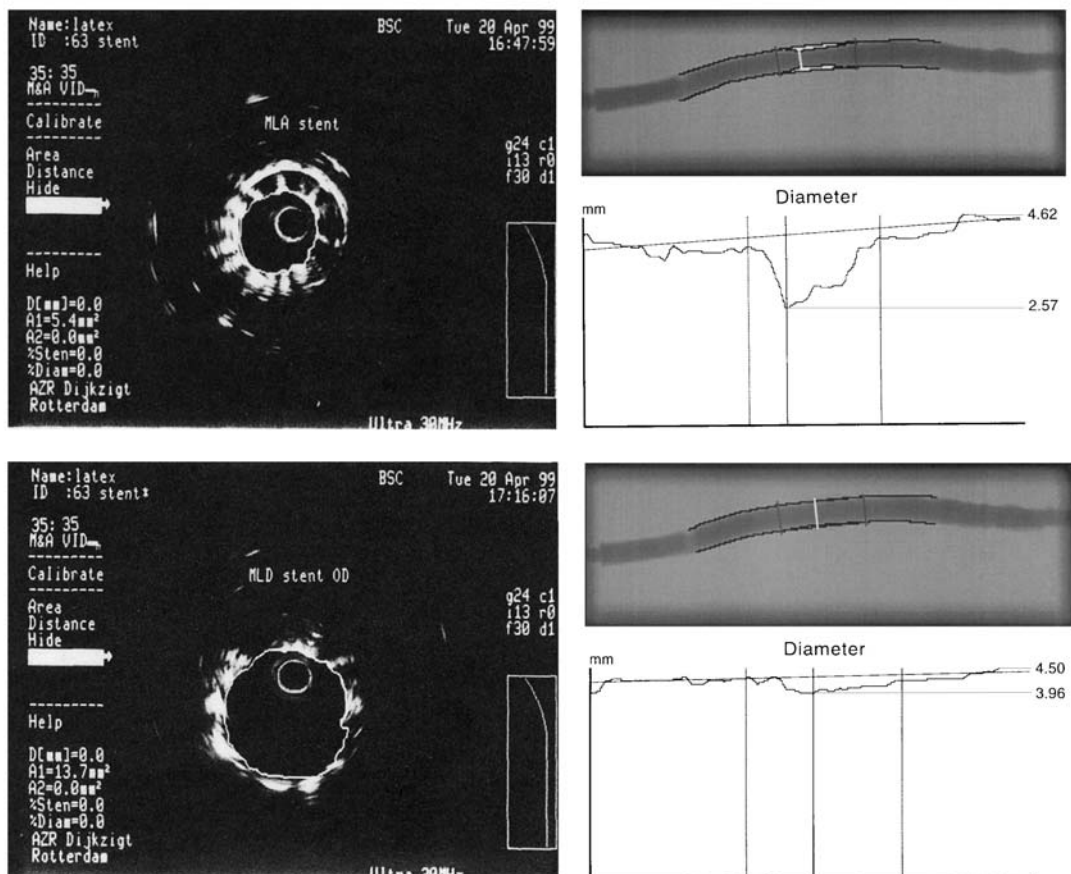 Name:latex BSC Tue 20 Apr 99
ID :63 stent 16:47:59
35: 35
M&A VID
Calibrate
MLA stent
Area
Distance
Hide
g24 c1
i13 r0
f30 d1
Help
D[mm]=0.0
A1=5.4mm²
A2=0.0mm²
%Sten=0.0
%Diam=0.0
AZR Dijkzigt
Rotterdam
Ultra 30MHz
Diameter
mm
4.62
2.57
Name:latex BSC Tue 20 Apr 99
ID :63 stent* 17:16:07
35: 35
M&A VID
Calibrate
MLD stent OD
Area
Distance
Hide
g24 c1
i13 r0
f30 d1
Help
D[mm]=0.0
A1=13.7mm²
A2=0.0mm²
%Sten=0.0
%Diam=0.0
AZR Dijkzigt
Rotterdam
Ultra 30MHz
Diameter
mm
4.50
3.96